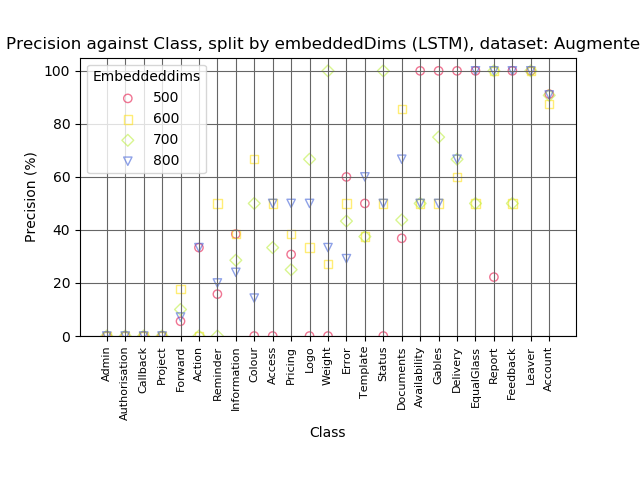 Precision against Class, split by embeddedDims (LSTM), dataset: Augmente
Precision (%)
100
80
60
40
20
0
Embeddeddims
500
600
700
800
Admin
Authorisation
Callback
Project
Forward
Action
Reminder
Information
Colour
Access
Pricing
Logo
Weight
Error
Template
Status
Documents
Availability
Gables
Delivery
EqualGlass
Report
Feedback
Leaver
Account
Class